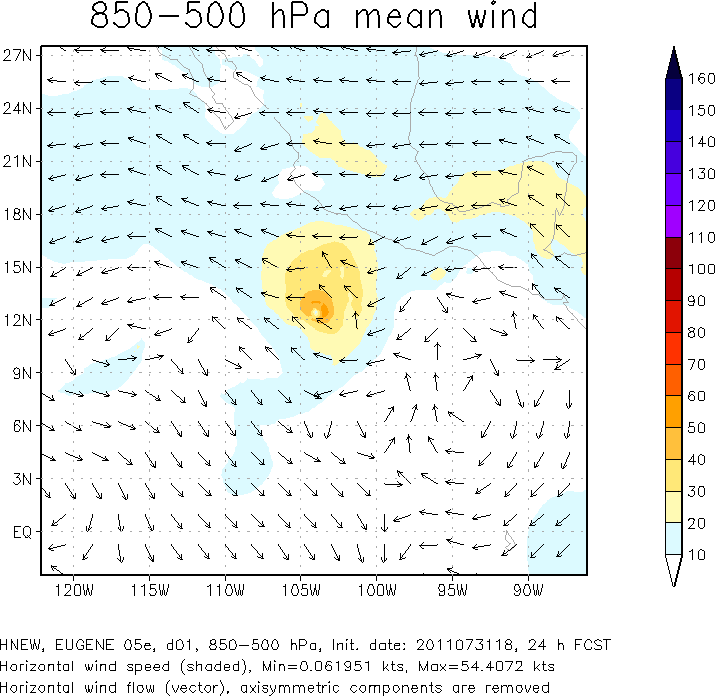 850-500 hPa mean wind
27N
24N
21N
18N
15N
12N
9N
6N
3N
EQ
120W 115W 110W 105W 100W 95W 90W
160
150
140
130
120
110
100
90
80
70
60
50
40
30
20
10
HNEW, EUGENE 05e, d01, 850-500 hPa, Init. date: 2011073118, 24 h FCST
Horizontal wind speed (shaded), Min=0.061951 kts, Max=54.4072 kts
Horizontal wind flow (vector), axisymmetric components are removed